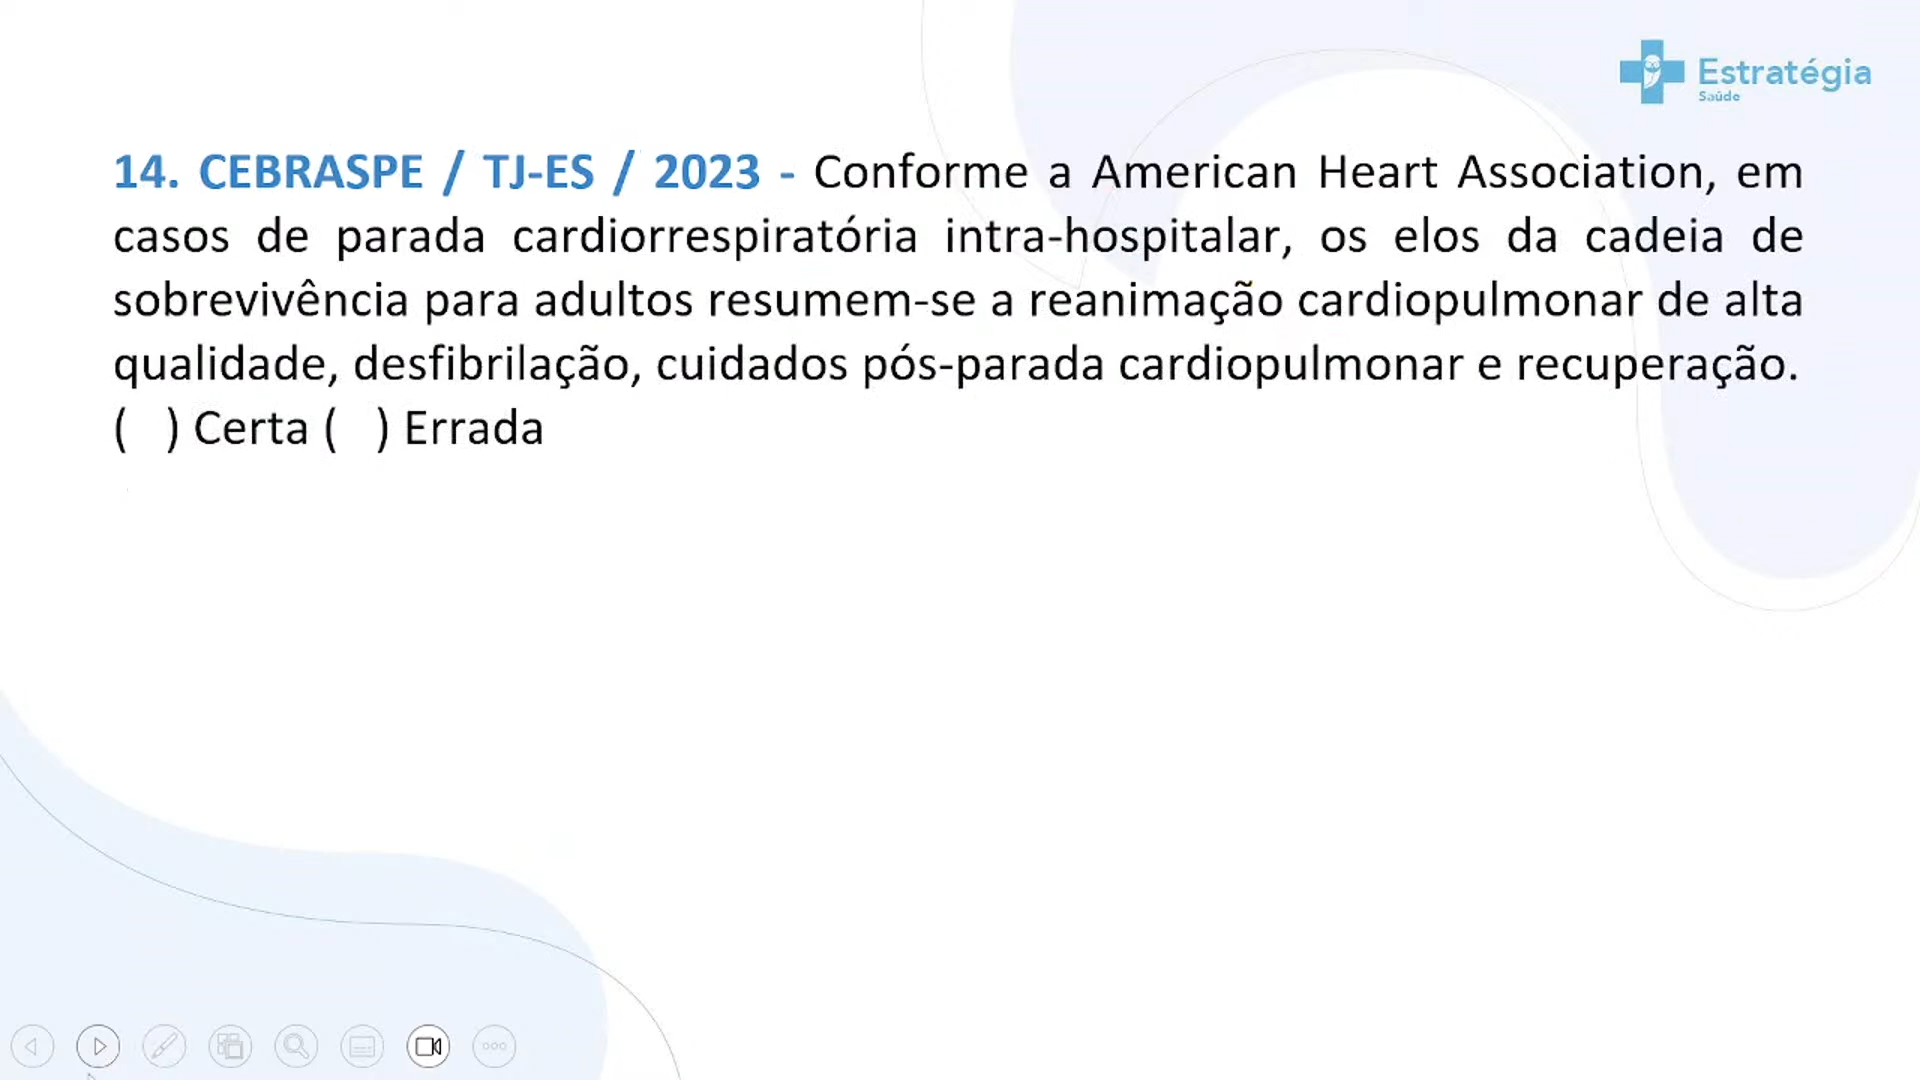 Estratégia
Saúde
14. CEBRASPE / TJ-ES / 2023 - Conforme a American Heart Association, em
casos de parada cardiorrespiratória intra-hospitalar, os elos da cadeia de
sobrevivência para adultos resumem-se a reanimação cardiopulmonar de alta
qualidade, desfibrilação, cuidados pós-parada cardiopulmonar e recuperação.
( ) Certa ( ) Errada